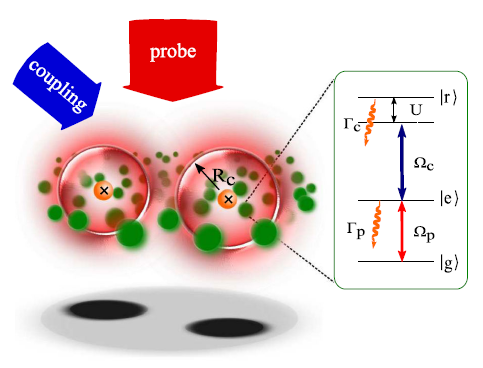 coupling
probe
R_c
|r⟩
U
Γ_c
Ω_c
|e⟩
Γ_p
Ω_p
|g⟩
×
×